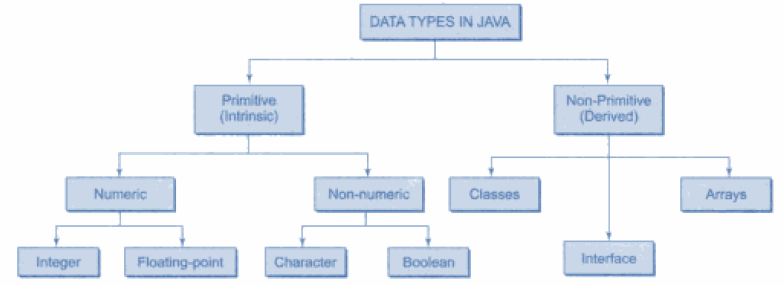 DATA TYPES IN JAVA
Primitive
(Intrinsic)
Non-Primitive
(Derived)
Numeric
Non-numeric
Classes
Arrays
Integer
Floating-point
Character
Boolean
Interface